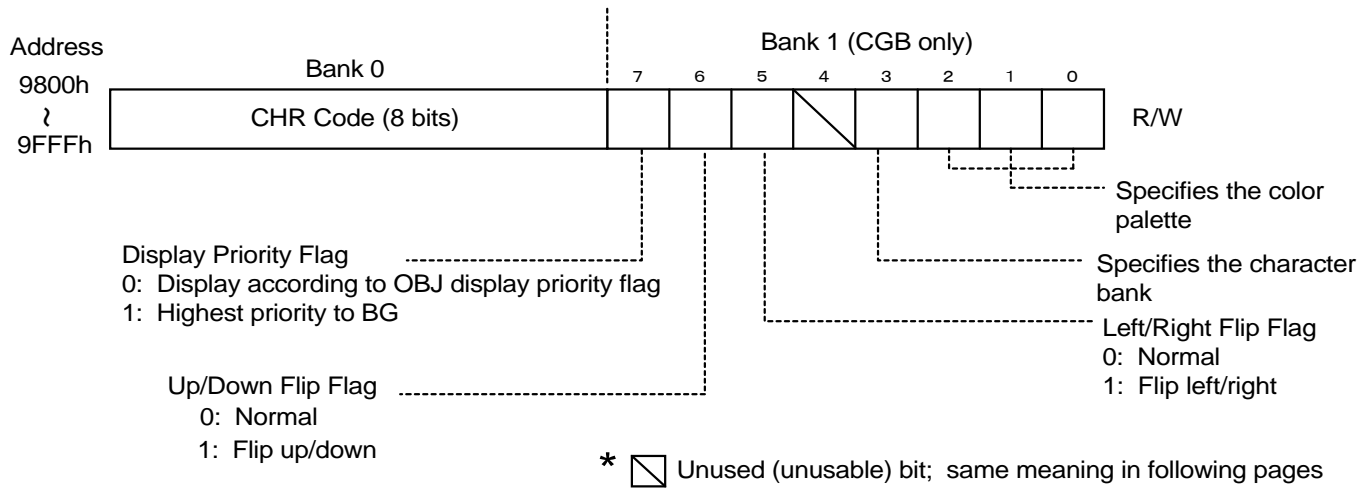 Address
9800h
~
9FFFh
Bank 0
Bank 1 (CGB only)
7 6 5 4 3 2 1 0
CHR Code (8 bits)
R/W
Specifies the color
palette
Display Priority Flag
0: Display according to OBJ display priority flag
1: Highest priority to BG
Specifies the character
bank
Left/Right Flip Flag
0: Normal
1: Flip left/right
Up/Down Flip Flag
0: Normal
1: Flip up/down
* Unused (unusable) bit; same meaning in following pages